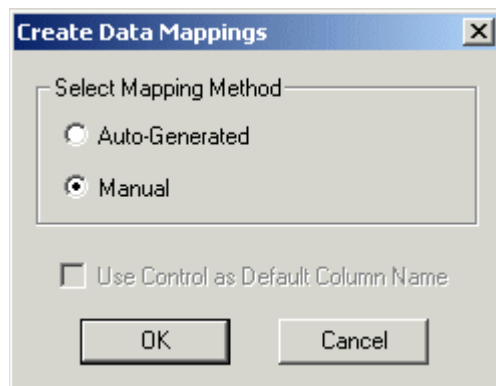 Create Data Mappings
Select Mapping Method
Auto-Generated
Manual
Use Control as Default Column Name
OK Cancel